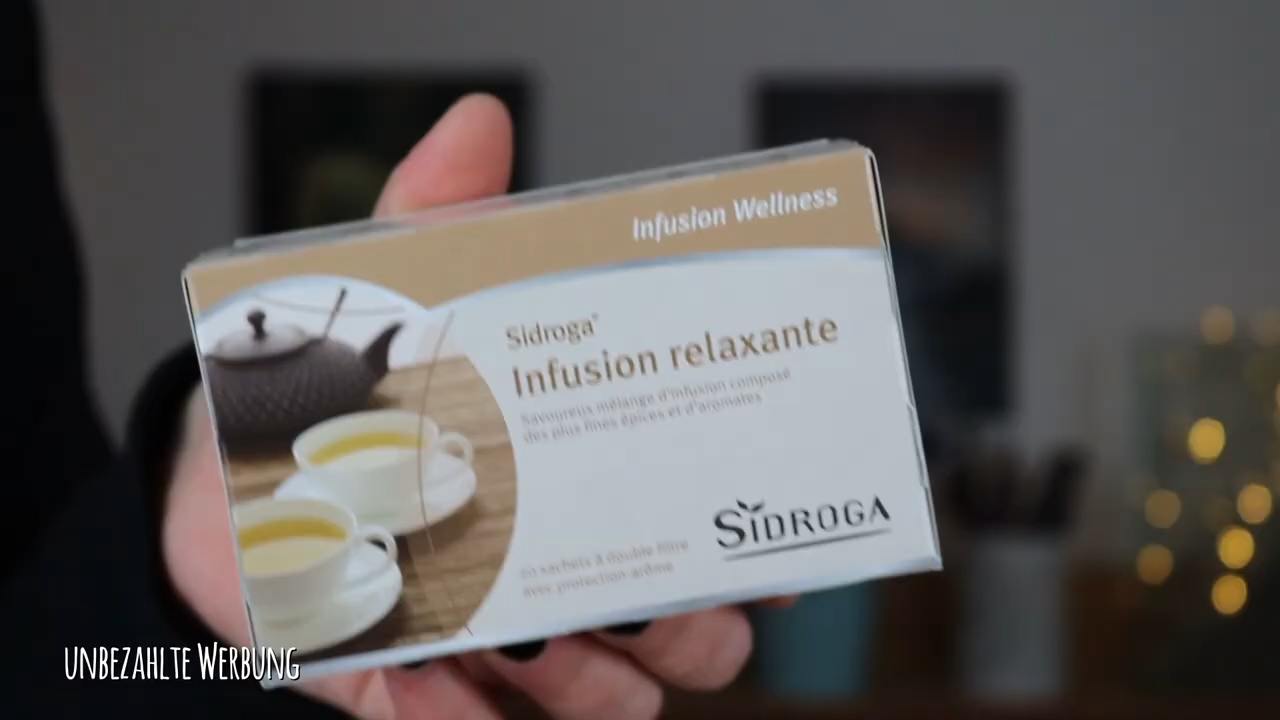 Infusion Wellness
Sidroga®
Infusion relaxante
Savoureux mélange d'infusion composé
des plus fines épices et d'aromates
SIDROGA
20 sachets à double filtre
avec protection arôme
UNBEZAHLTE WERBUNG